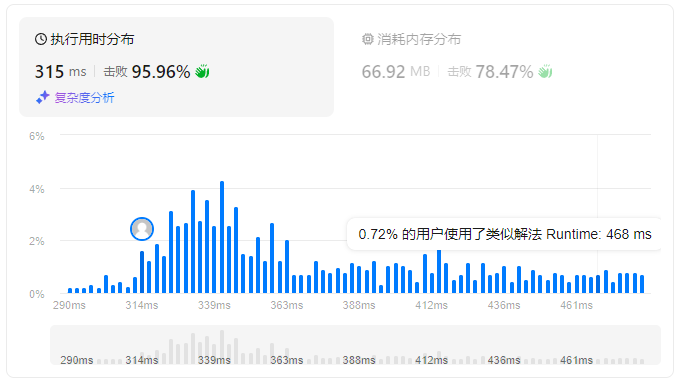 执行用时分布
315 ms 击败 95.96%
复杂度分析
消耗内存分布
66.92 MB 击败 78.47%
6%
4%
2%
0%
0.72% 的用户使用了类似解法 Runtime: 468 ms
290ms 314ms 339ms 363ms 388ms 412ms 436ms 461ms
290ms 314ms 339ms 363ms 388ms 412ms 436ms 461ms